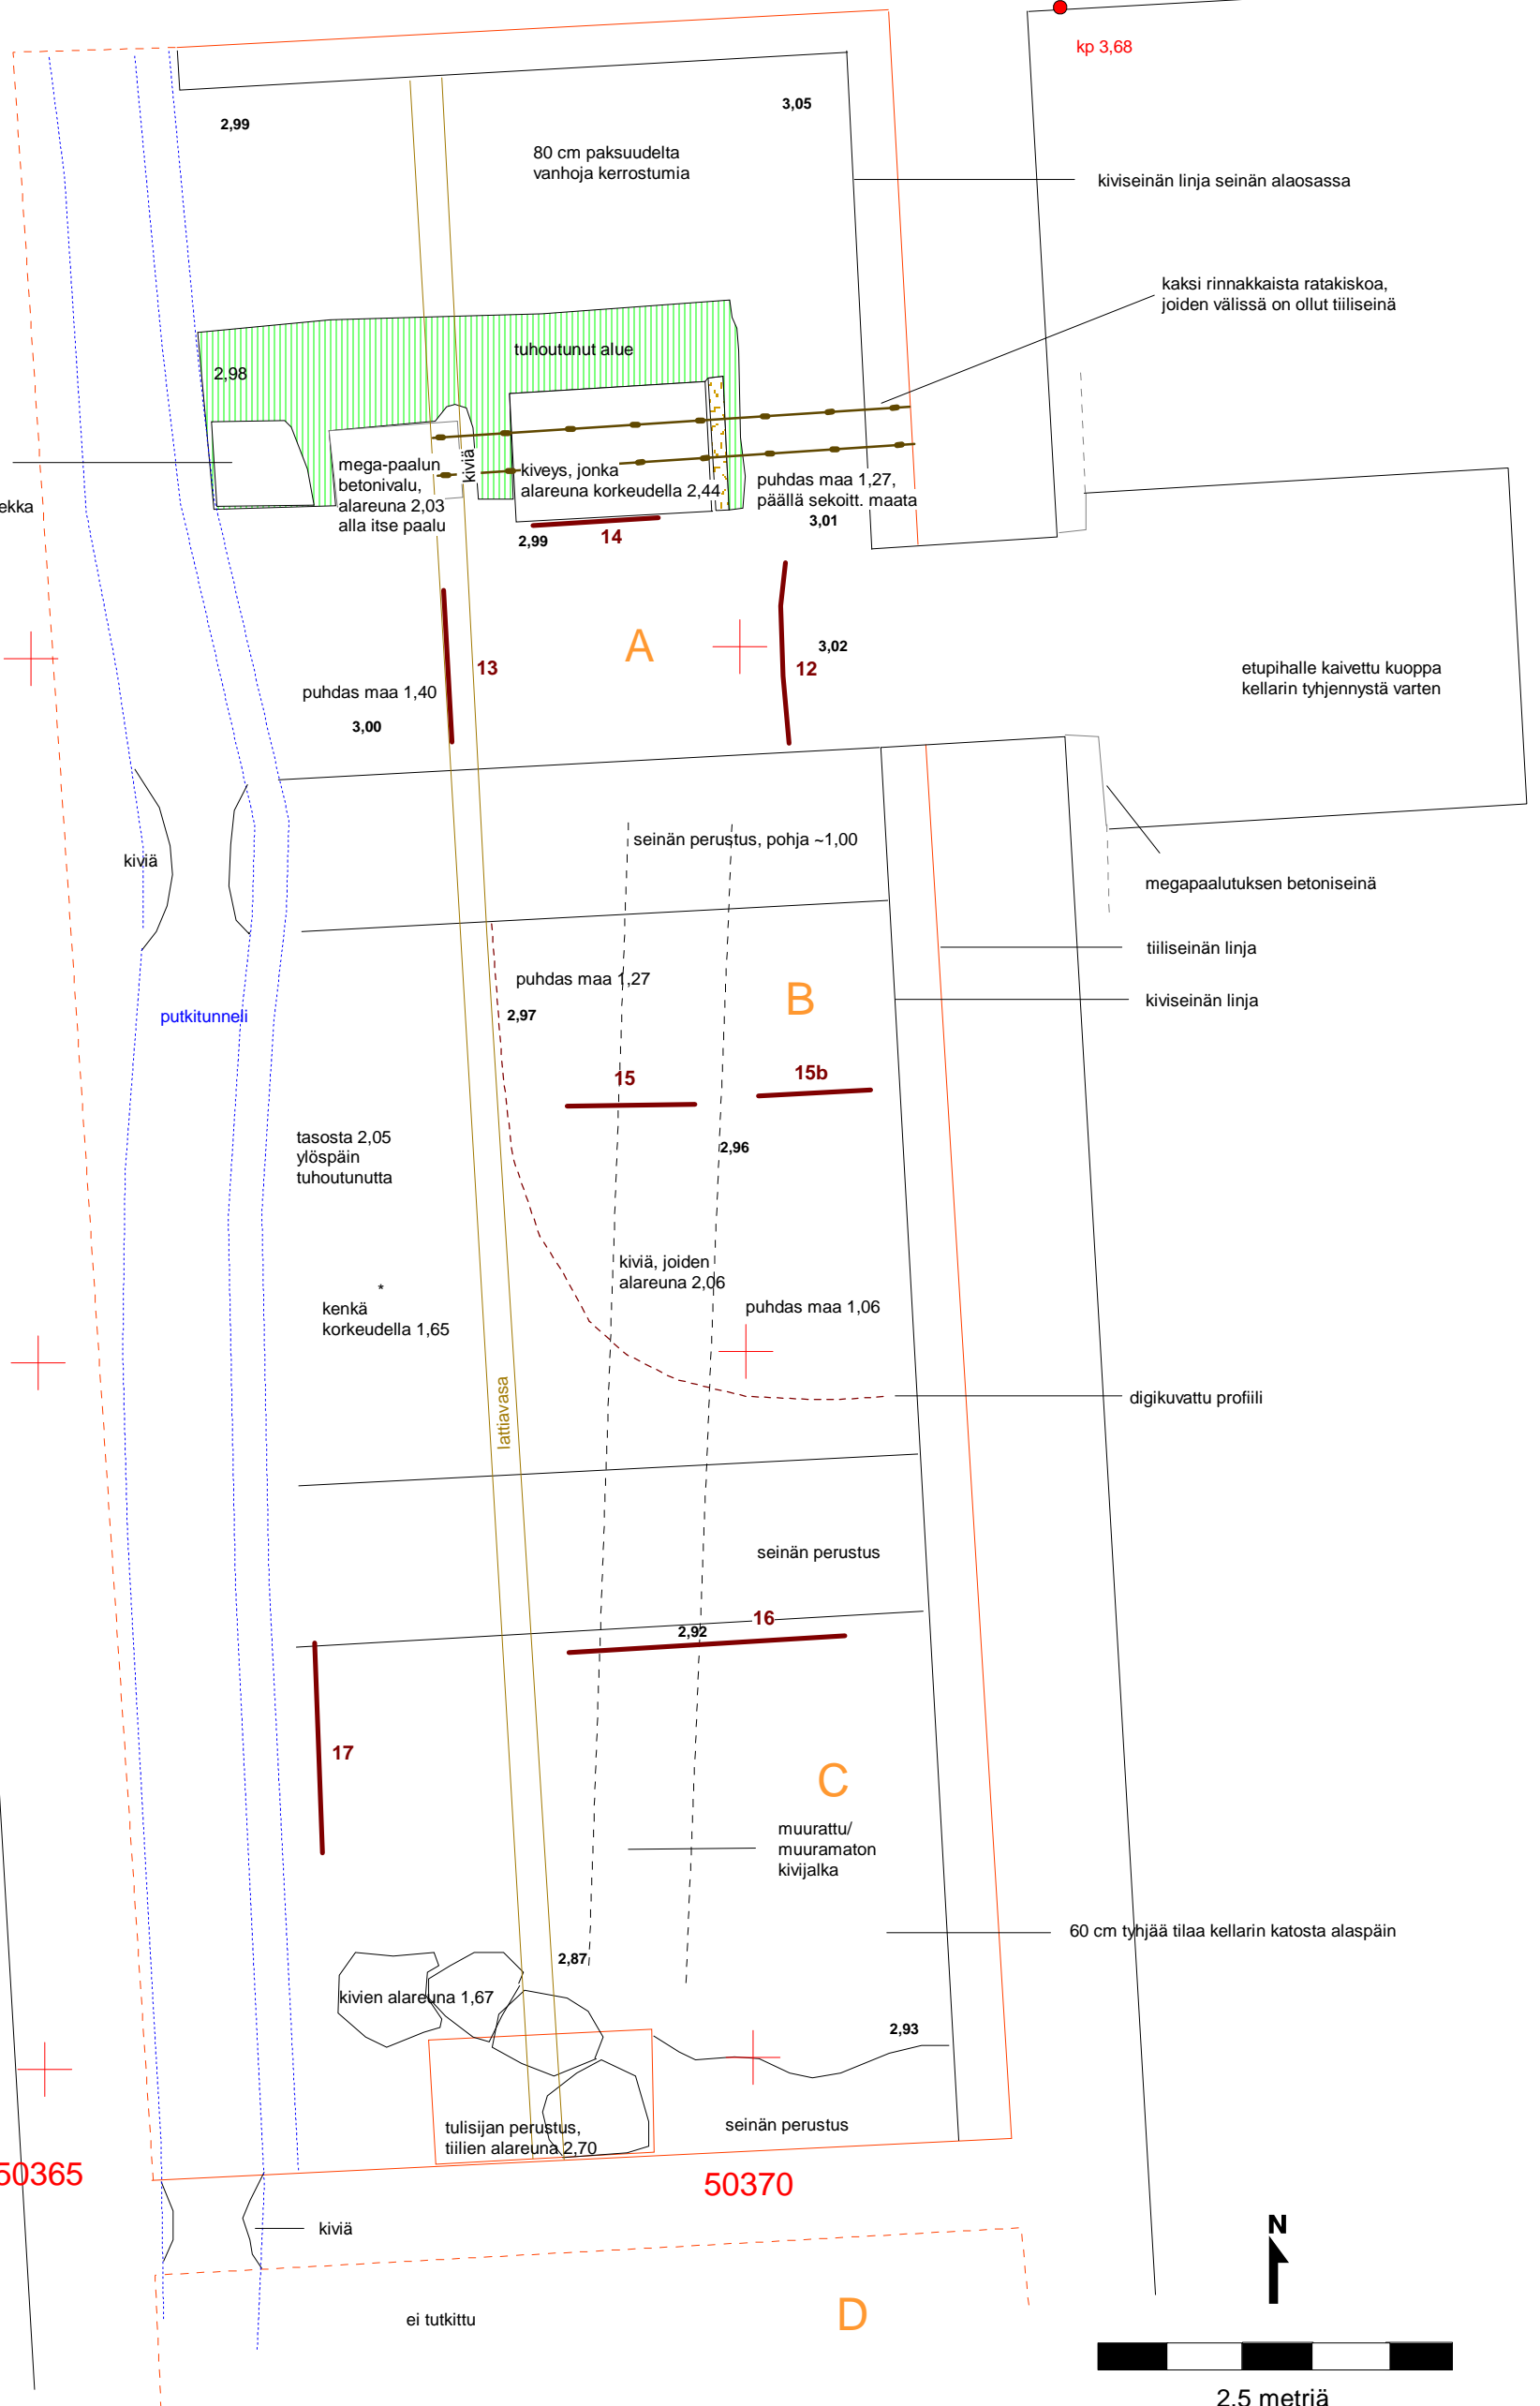 kp 3,68
3,05
2,99
80 cm paksuudelta
vanhoja kerrostumia
kiviseinän linja seinän alaosassa
kaksi rinnakkaista ratakiskoa,
joiden välissä on ollut tiiliseinä
tuhoutunut alue
2,98
mega-paalun
betonivalu,
alareuna 2,03
alla itse paalu
kiviä
kiveys, jonka
alareuna korkeudella 2,44
puhdas maa 1,27,
päällä sekoitt. maata
3,01
ekka
2,99
14
A
3,02
13
12
etupihalle kaivettu kuoppa
kellarin tyhjennystä varten
puhdas maa 1,40
3,00
seinän perustus, pohja ~1,00
kiviä
megapaalutuksen betoniseinä
tiiliseinän linja
puhdas maa 1,27
B
kiviseinän linja
2,97
putkitunneli
15
15b
tasosta 2,05
ylöspäin
tuhoutunutta
2,96
kiviä, joiden
alareuna 2,06
*
kenkä
korkeudella 1,65
puhdas maa 1,06
lattiavasa
digikuvattu profiili
seinän perustus
16
2,92
17
C
muurattu/
muuramaton
kivijalka
60 cm tyhjää tilaa kellarin katosta alaspäin
2,87
kivien alareuna 1,67
2,93
tulisijan perustus,
tiilien alareuna 2,70
seinän perustus
50365
50370
kiviä
N
ei tutkittu
D
2,5 metriä